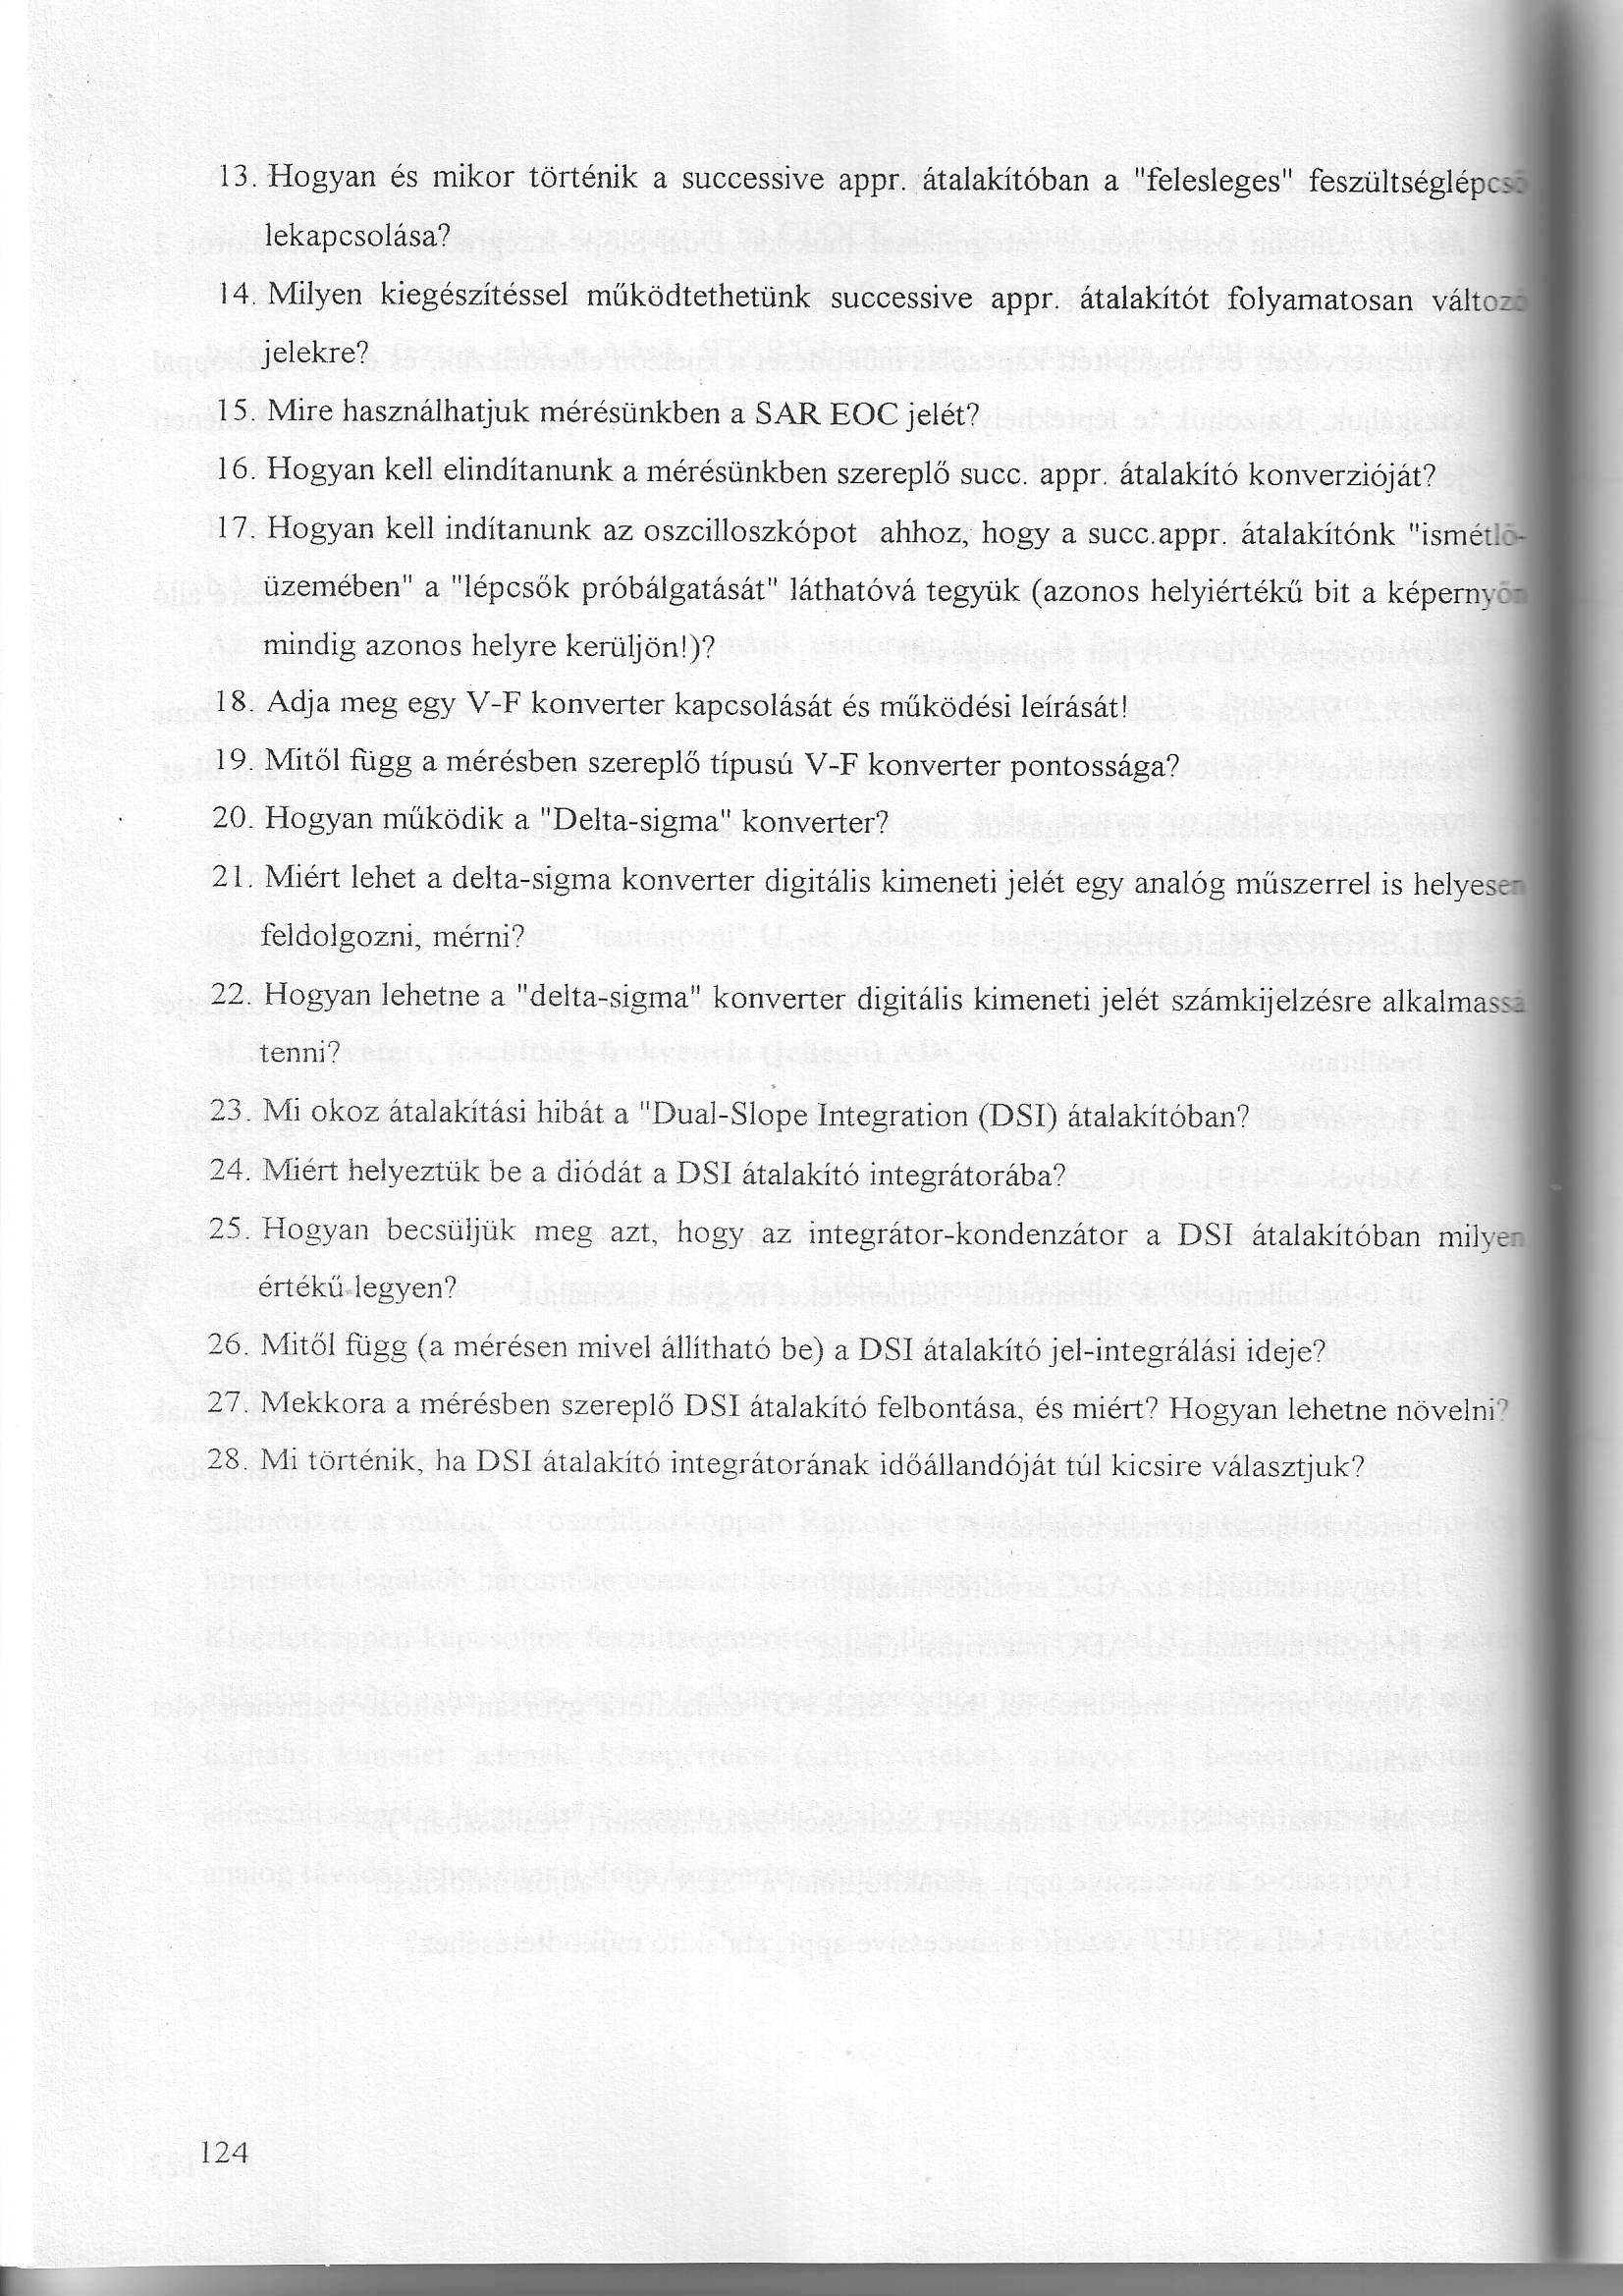 13. Hogyan és mikor történik a successive appr. átalakítóban a "felesleges" feszültséglépcső
lekapcsolása?
14. Milyen kiegészítéssel működtethetünk successive appr. átalakítót folyamatosan változó
jelekre?
15. Mire használhatjuk mérésünkben a SAR EOC jelét?
16. Hogyan kell elindítanunk a mérésünkben szereplő succ. appr. átalakító konverzióját?
17. Hogyan kell indítanunk az oszcilloszkópot ahhoz, hogy a succ.appr. átalakítónk "ismétlő-
üzemében" a "lépcsők próbálgatását" láthatóvá tegyük (azonos helyiértékű bit a képernyőn
mindig azonos helyre kerüljön!)?
18. Adja meg egy V-F konverter kapcsolását és működési leírását!
19. Mitől függ a mérésben szereplő típusú V-F konverter pontossága?
20. Hogyan működik a "Delta-sigma" konverter?
21. Miért lehet a delta-sigma konverter digitális kimeneti jelét egy analóg műszerrel is helyesen
feldolgozni, mérni?
22. Hogyan lehetne a "delta-sigma" konverter digitális kimeneti jelét számkijelzésre alkalmassá
tenni?
23. Mi okoz átalakítási hibát a "Dual-Slope Integration (DSI) átalakítóban?
24. Miért helyeztük be a diódát a DSI átalakító integrátorába?
25. Hogyan becsüljük meg azt, hogy az integrátor-kondenzátor a DSI átalakítóban milyen
értékű legyen?
26. Mitől függ (a mérésen mivel állítható be) a DSI átalakító jel-integrálási ideje?
27. Mekkora a mérésben szereplő DSI átalakító felbontása, és miért? Hogyan lehetne növelni?
28. Mi történik, ha DSI átalakító integrátorának időállandóját túl kicsire választjuk?
124